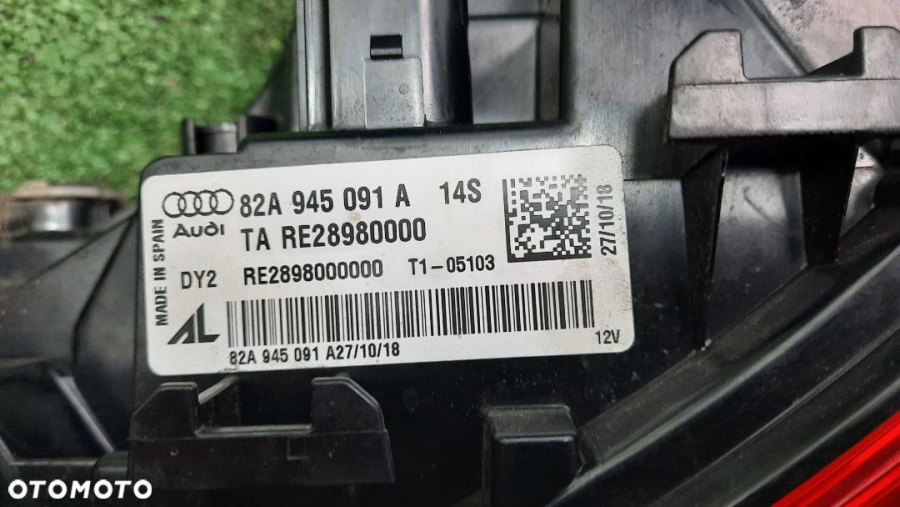 82A 945 091 A 14S
Audi
TA RE28980000
DY2 RE2898000000 T1-05103
MADE IN SPAIN
27/10/18
AL
82A 945 091 A27/10/18
12V
OTOMOTO